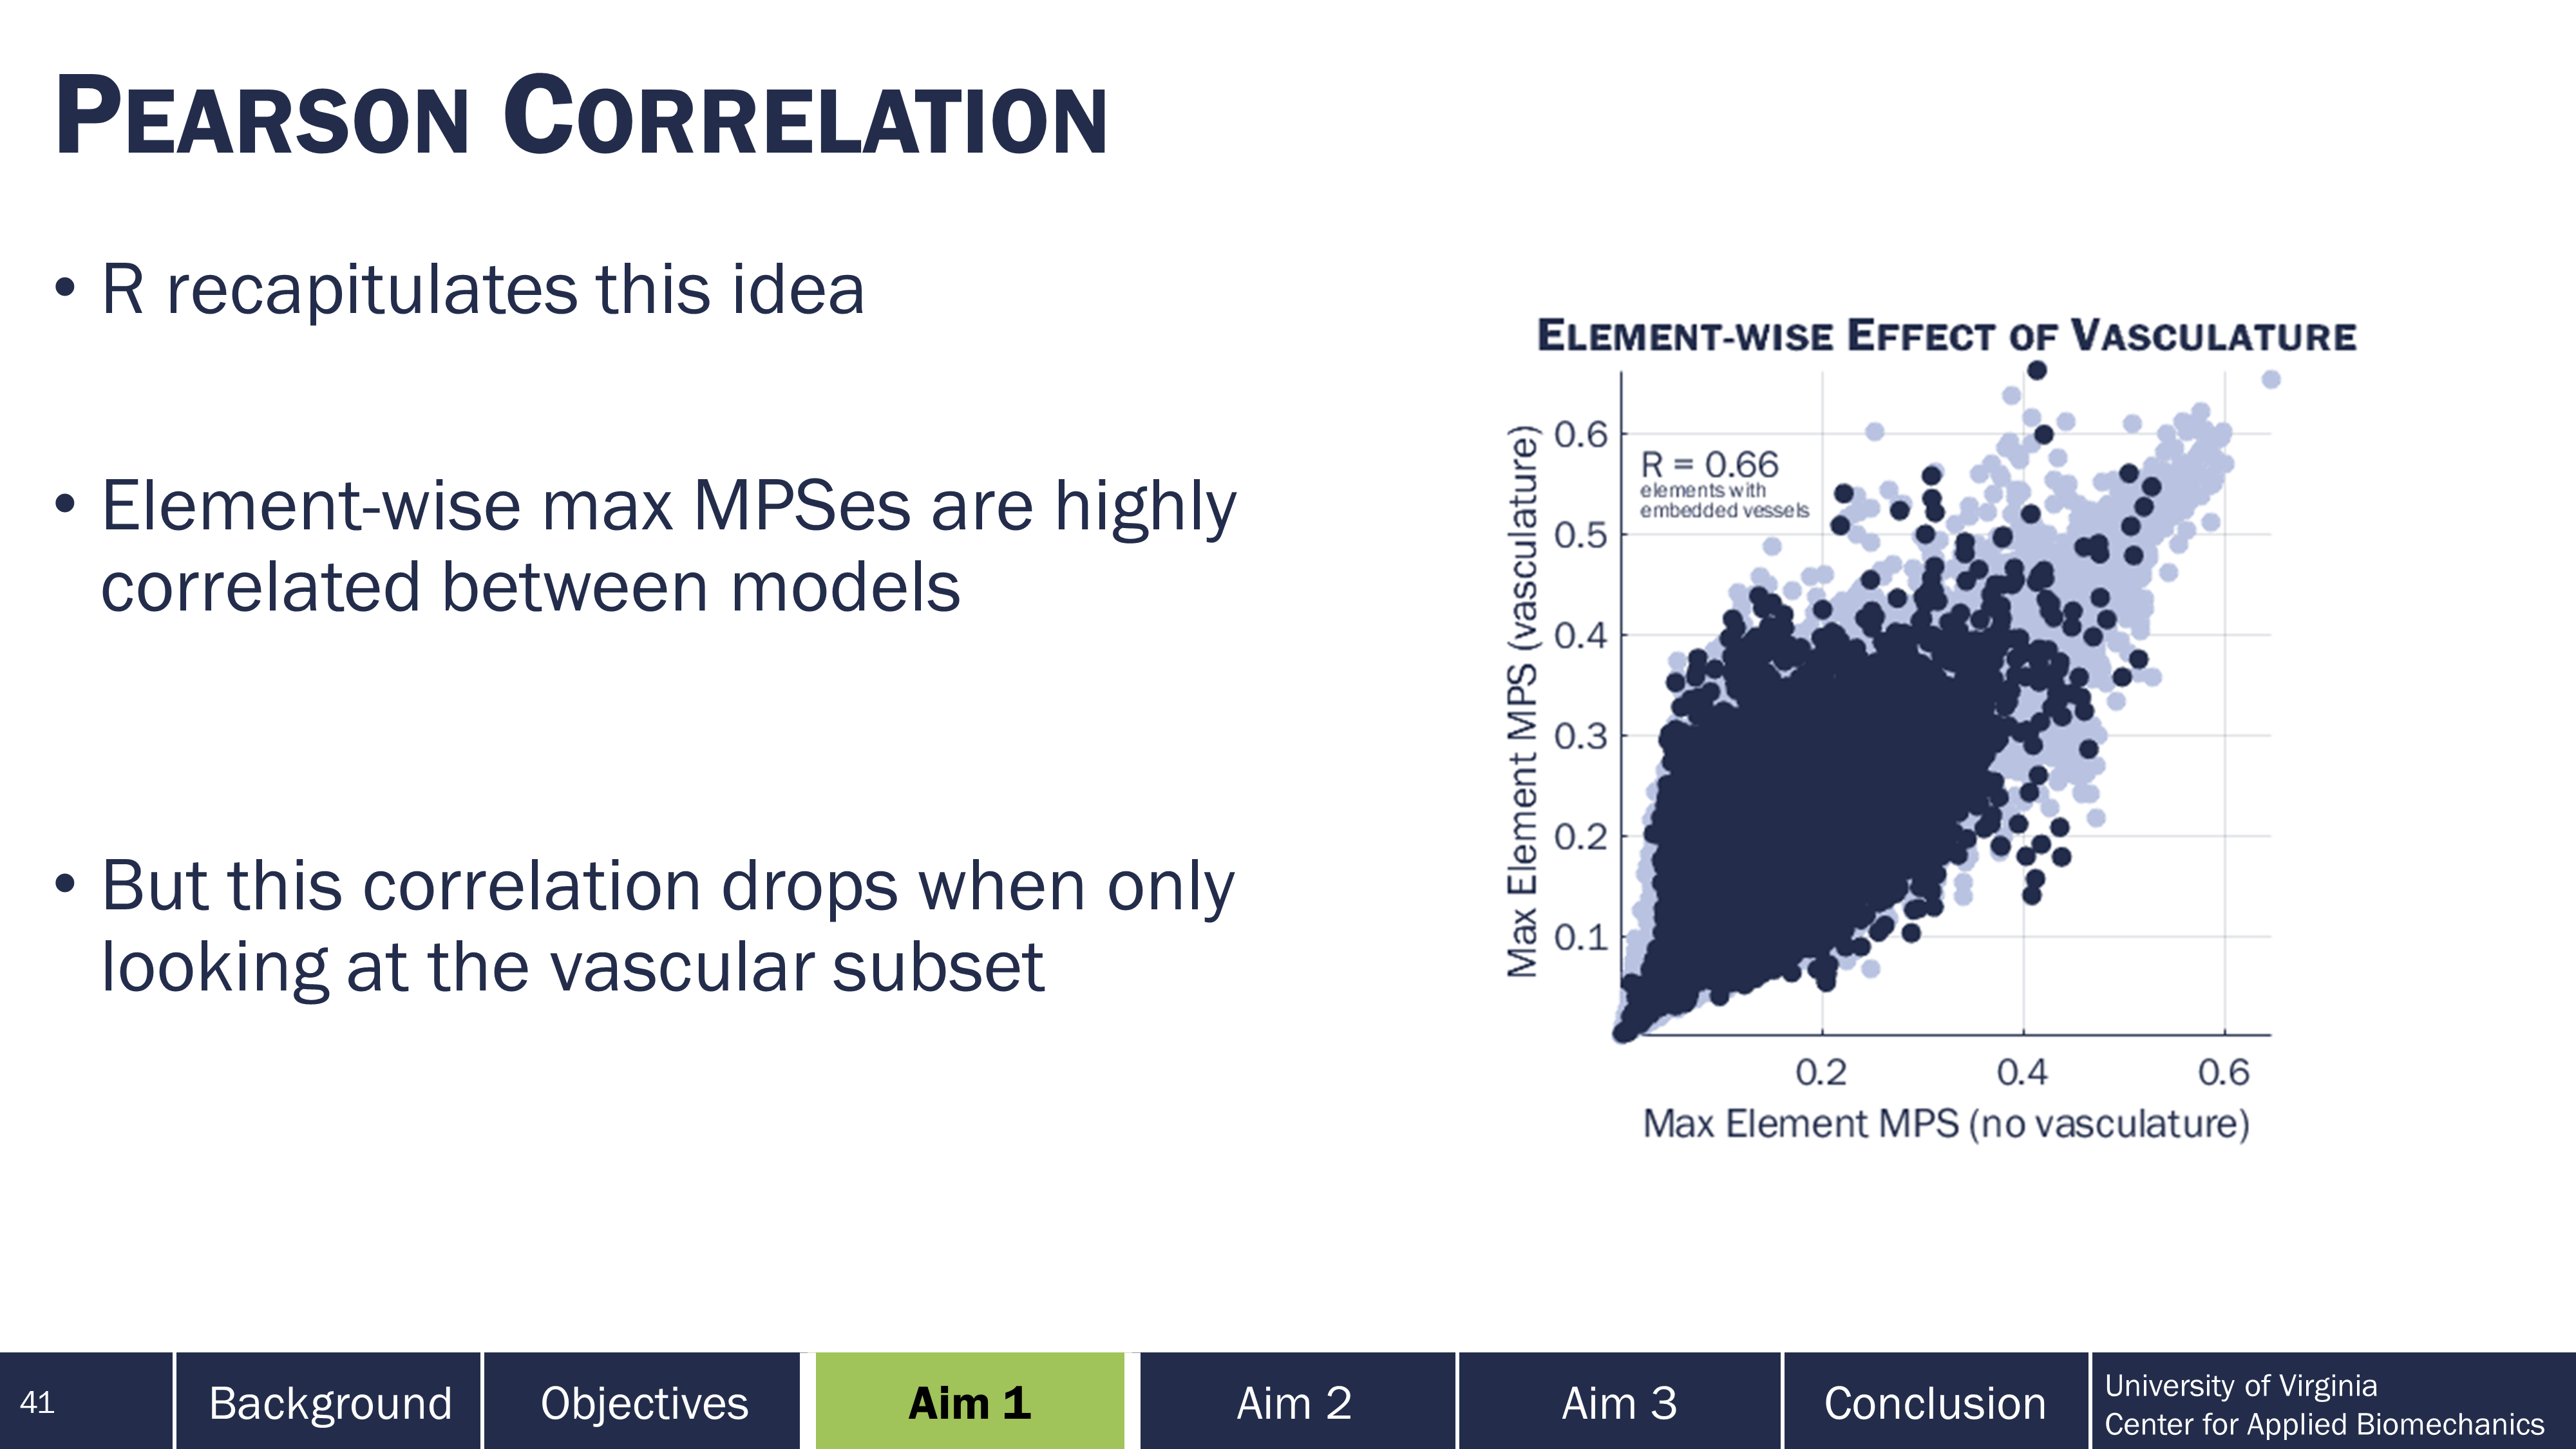 PEARSON CORRELATION
• R recapitulates this idea
• Element-wise max MPSes are highly
correlated between models
• But this correlation drops when only
looking at the vascular subset
ELEMENT-WISE EFFECT OF VASCULATURE
R = 0.66
elements with
embedded vessels
Max Element MPS (vasculature)
0.6
0.5
0.4
0.3
0.2
0.1
0.2 0.4 0.6
Max Element MPS (no vasculature)
41 Background Objectives Aim 1 Aim 2 Aim 3 Conclusion
University of Virginia
Center for Applied Biomechanics